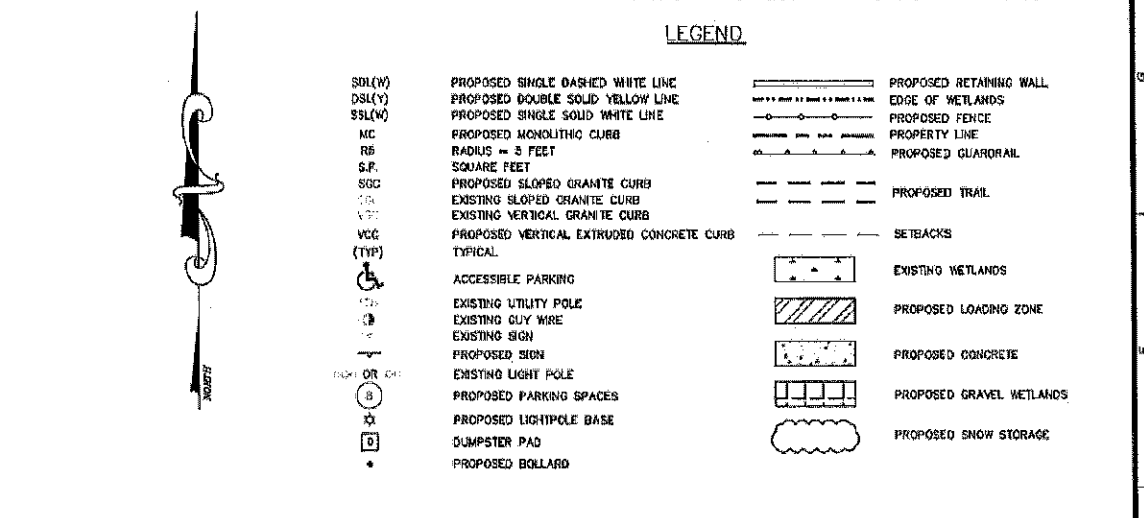 LEGEND
SDL(W) PROPOSED SINGLE DASHED WHITE LINE
DSL(Y) PROPOSED DOUBLE SOLID YELLOW LINE
SSL(W) PROPOSED SINGLE SOLID WHITE LINE
MC PROPOSED MONOLITHIC CURB
R5 RADIUS = 5 FEET
S.F. SQUARE FEET
SGC PROPOSED SLOPED GRANITE CURB
EXISTING SLOPED GRANITE CURB
EXISTING VERTICAL GRANITE CURB
VCC PROPOSED VERTICAL EXTRUDED CONCRETE CURB
(TYP) TYPICAL
ACCESSIBLE PARKING
EXISTING UTILITY POLE
EXISTING GUY WIRE
EXISTING SIGN
PROPOSED SIGN
OR EXISTING LIGHT POLE
8 PROPOSED PARKING SPACES
PROPOSED LIGHTPOLE BASE
D DUMPSTER PAD
PROPOSED BOLLARD
PROPOSED RETAINING WALL
EDGE OF WETLANDS
PROPOSED FENCE
PROPERTY LINE
PROPOSED GUARDRAIL
PROPOSED TRAIL
SETBACKS
EXISTING WETLANDS
PROPOSED LOADING ZONE
PROPOSED CONCRETE
PROPOSED GRAVEL WETLANDS
PROPOSED SNOW STORAGE